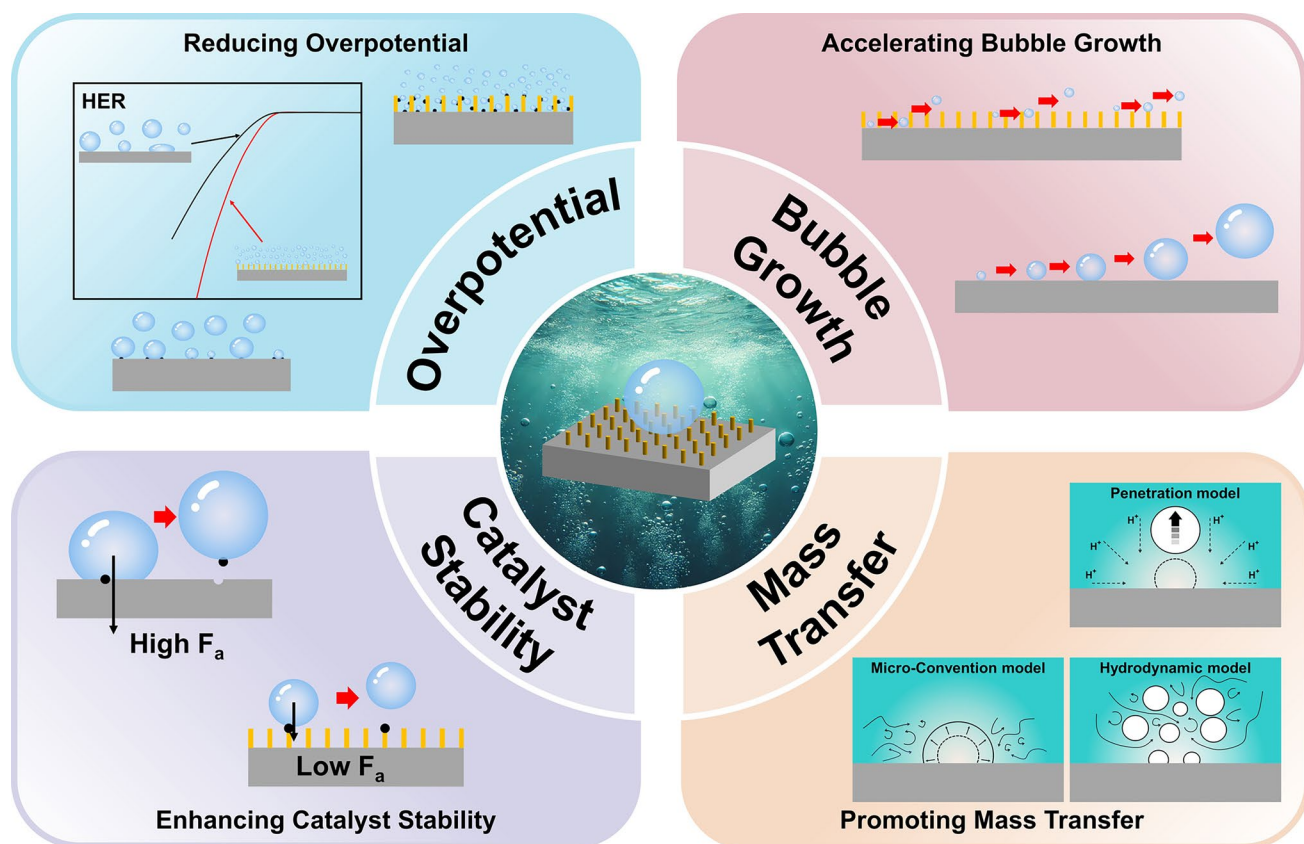 Reducing Overpotential
HER
Overpotential
Accelerating Bubble Growth
Bubble
Growth
Catalyst
Stability
High Fa
Low Fa
Enhancing Catalyst Stability
Mass
Transfer
Penetration model
H+ H+
H+ H+
H+ H+
Micro-Convention model
Hydrodynamic model
Promoting Mass Transfer